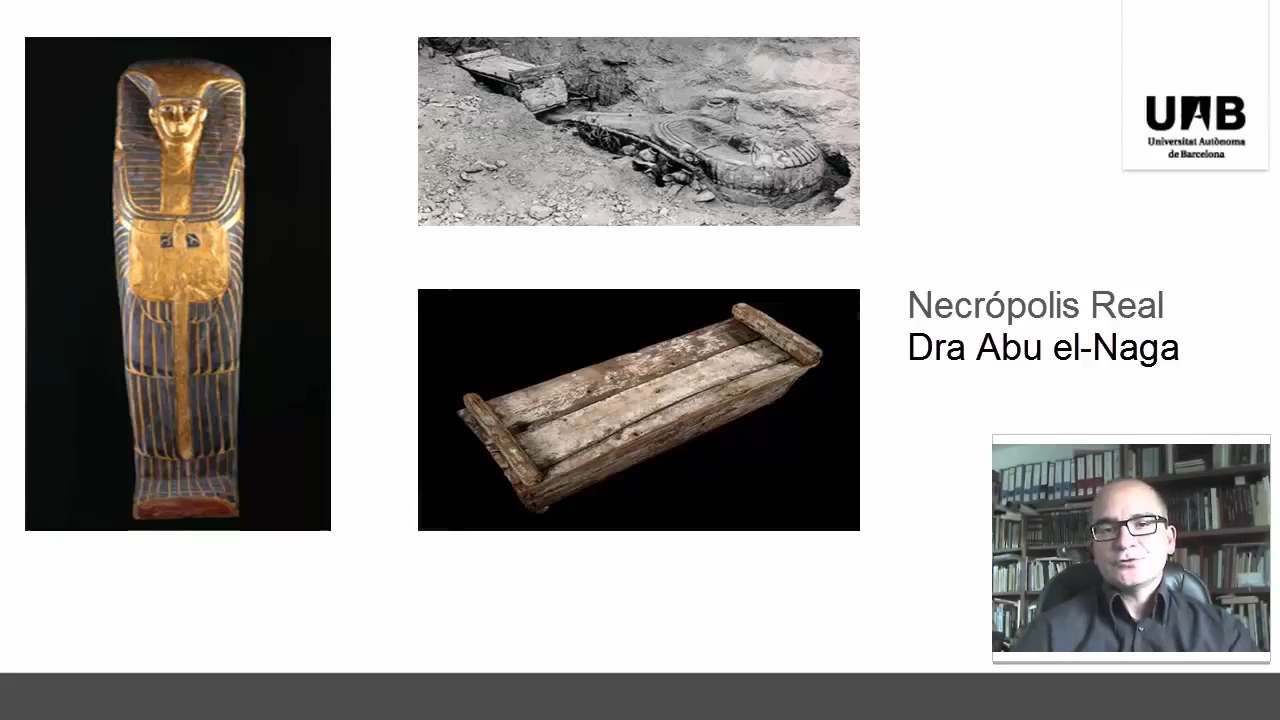 UAB
Universitat Autònoma
de Barcelona
Necrópolis Real
Dra Abu el-Naga